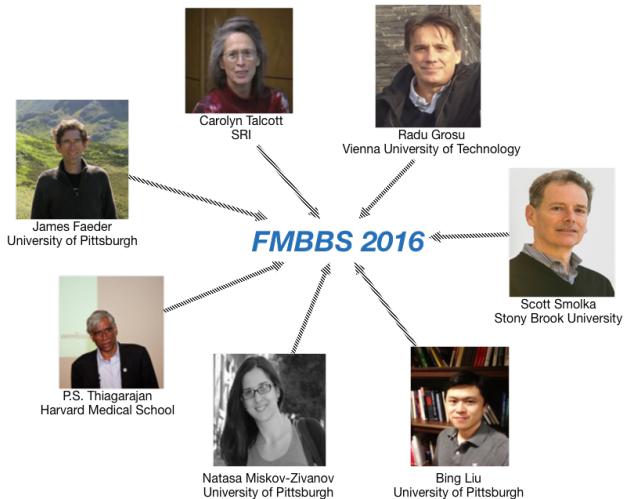 Carolyn Talcott
SRI
Radu Grosu
Vienna University of Technology
James Faeder
University of Pittsburgh
FMBBS 2016
Scott Smolka
Stony Brook University
P.S. Thiagarajan
Harvard Medical School
Natasa Miskov-Zivanov
University of Pittsburgh
Bing Liu
University of Pittsburgh